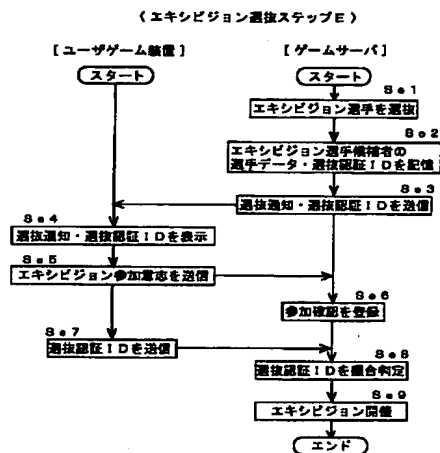 〈エキシビジョン選抜ステップE〉
［ユーザゲーム装置］
［ゲームサーバ］
スタート
スタート
Se1
エキシビジョン選手を選抜
Se2
エキシビジョン選手候補者の
選手データ・選抜認証IDを記憶
Se3
選抜通知・選抜認証IDを送信
Se4
選抜通知・選抜認証IDを表示
Se5
エキシビジョン参加意志を送信
Se6
参加確認を登録
Se7
選抜認証IDを送信
Se8
選抜認証IDを照合判定
Se9
エキシビジョン開催
エンド